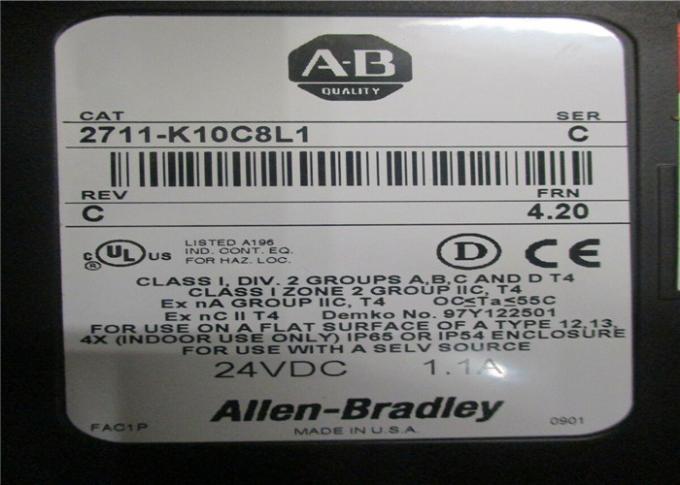 A-B
QUALITY
CAT SER
2711-K10C8L1 C
REV FRN
C 4.20
C UL US LISTED A196
® IND. CONT. EQ.
FOR HAZ. LOC.
D CE
CLASS I, DIV. 2 GROUPS A,B,C AND D T4
CLASS I ZONE 2 GROUP IIC, T4
Ex nA GROUP IIC, T4 OC≤Ta≤55C
Ex nC II T4 Demko No. 97Y122501
FOR USE ON A FLAT SURFACE OF A TYPE 12,13,
4X (INDOOR USE ONLY) IP65 OR IP54 ENCLOSURE
FOR USE WITH A SELV SOURCE
24VDC 1.1A
Allen-Bradley
FAC1P MADE IN U.S.A. 0901